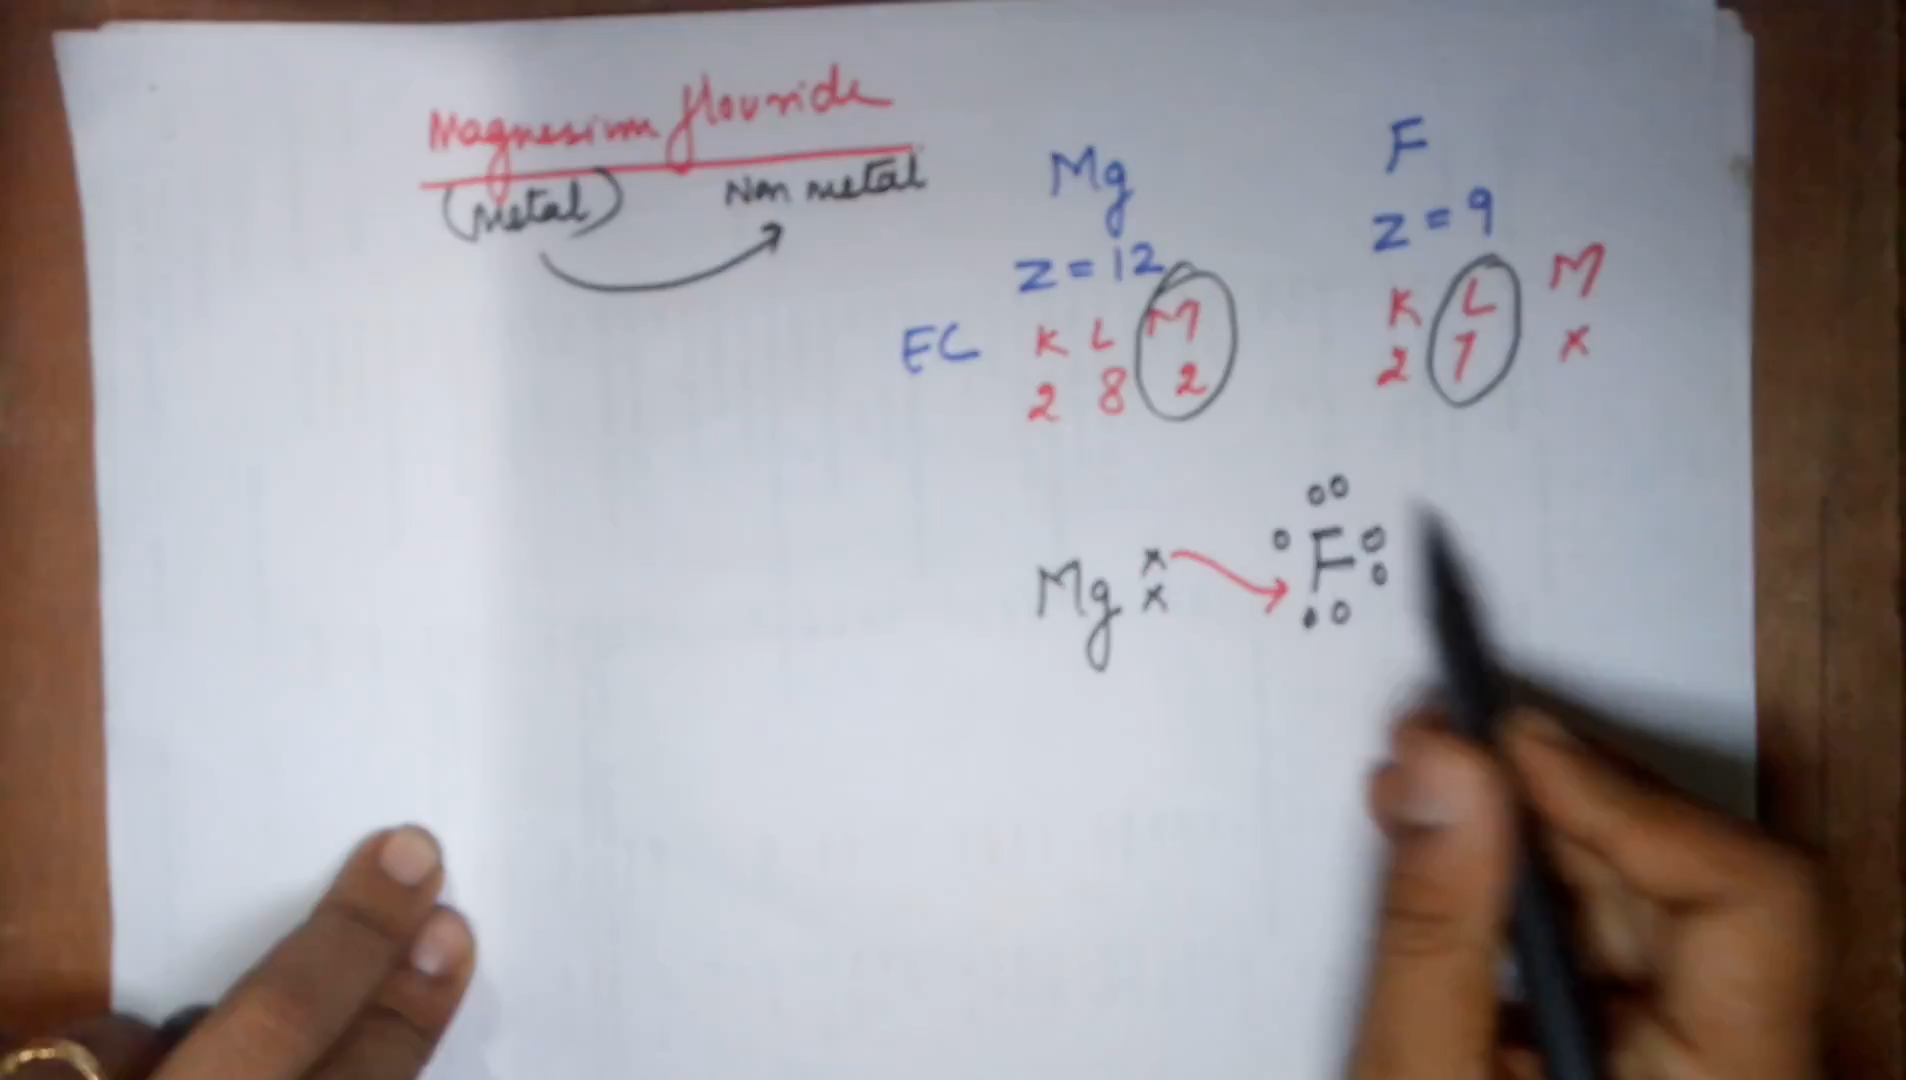 Magnesium flouride
(Metal) Non metal
Mg
Z = 12
EC K L M
2 8 2
F
Z = 9
K L M
2 7 x
Mg x x
F